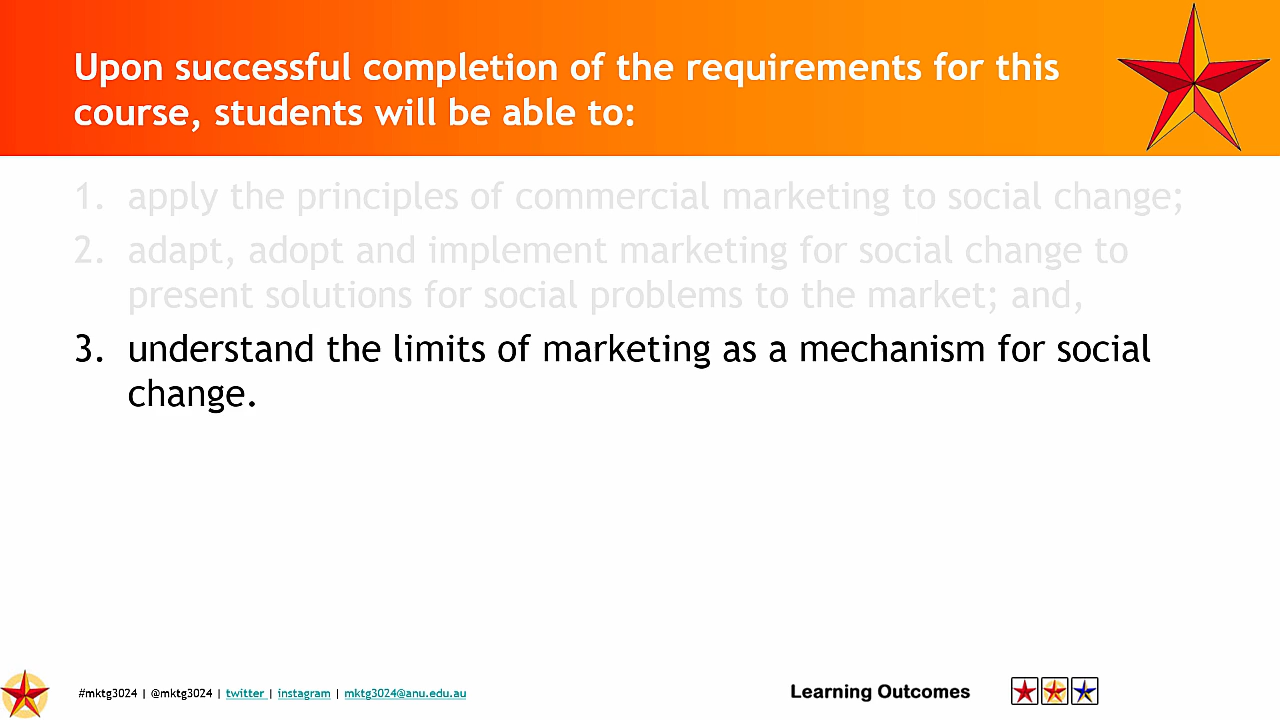 Upon successful completion of the requirements for this
course, students will be able to:
1. apply the principles of commercial marketing to social change;
2. adapt, adopt and implement marketing for social change to
present solutions for social problems to the market; and,
3. understand the limits of marketing as a mechanism for social
change.
#mktg3024 | @mktg3024 | twitter | instagram | mktg3024@anu.edu.au
Learning Outcomes